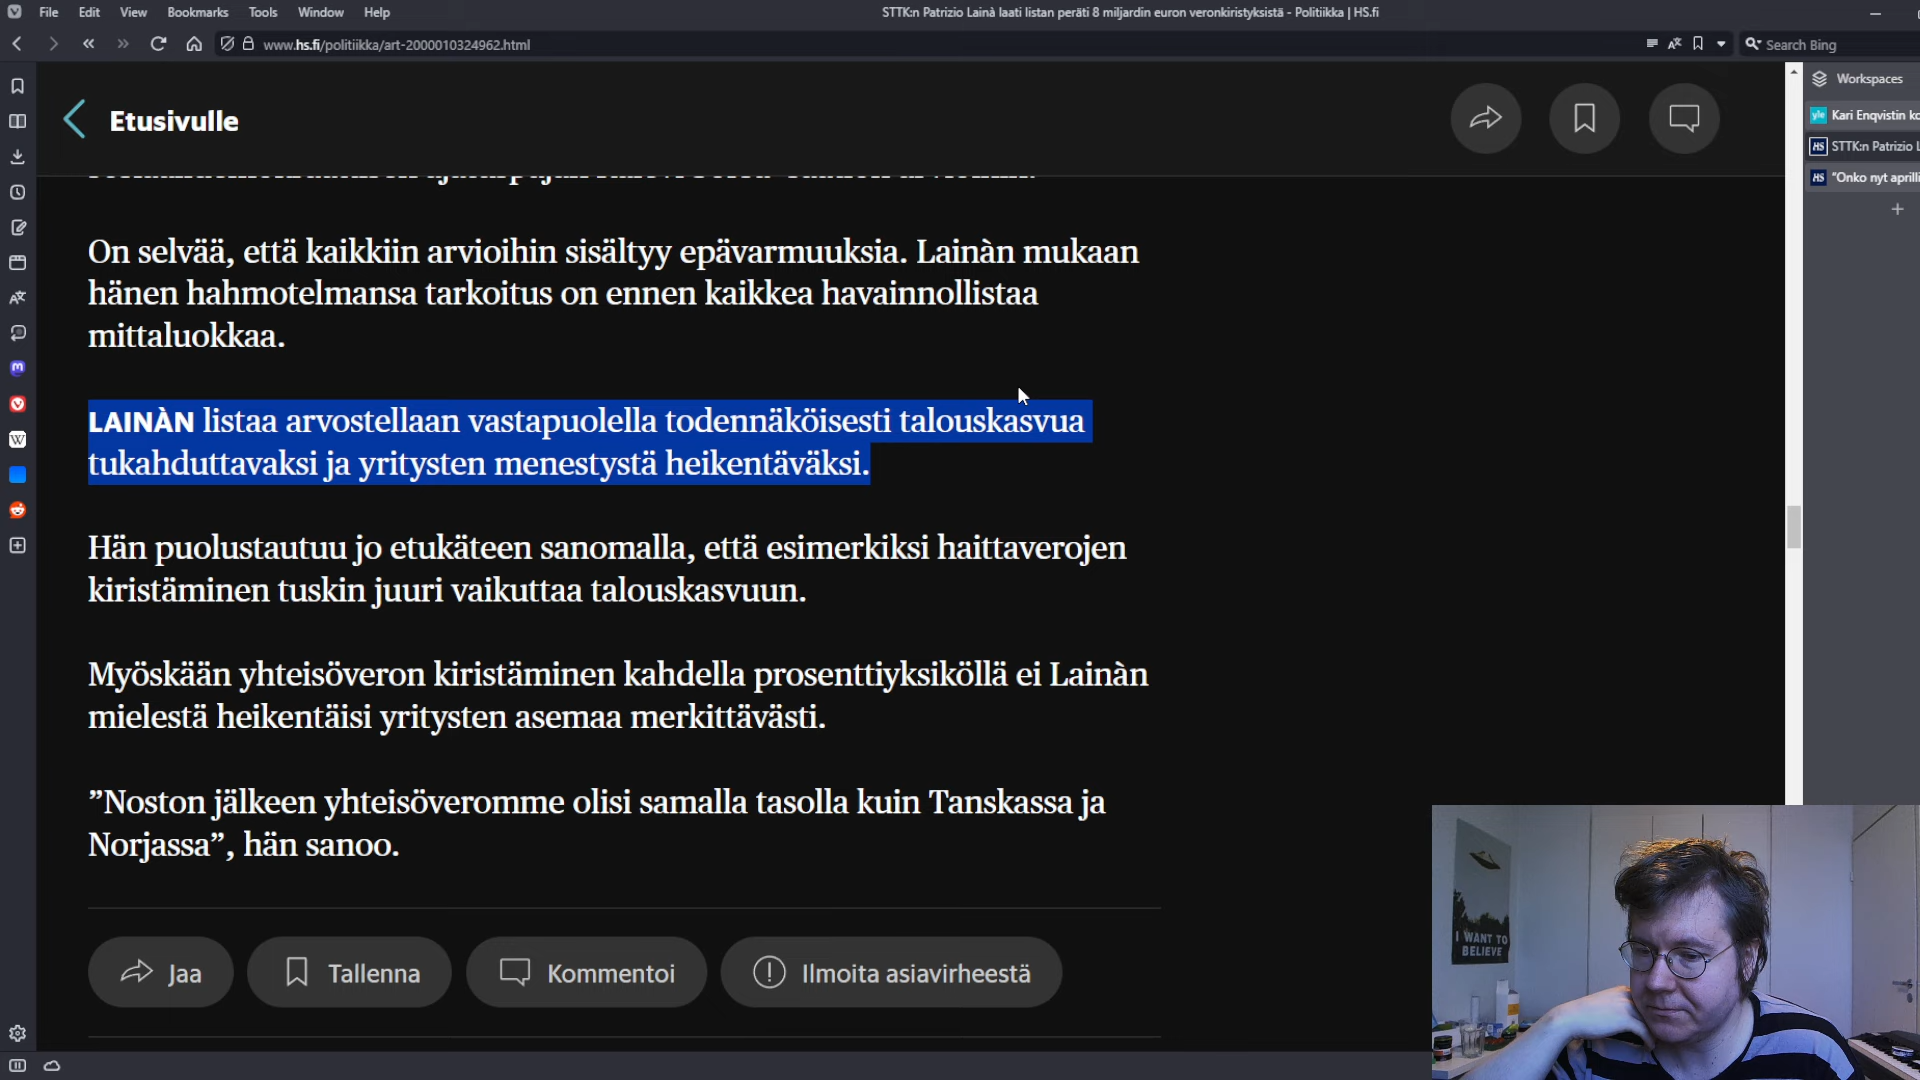 File Edit View Bookmarks Tools Window Help
STTK:n Patrizio Lainà laati listan peräti 8 miljardin euron veronkiristyksistä - Politiikka | HS.fi
www.hs.fi/politiikka/art-2000010324962.html
Search Bing
Workspaces
Etusivulle
yle Kari Enqvistin ko
HS STTK:n Patrizio L
HS "Onko nyt aprilli
On selvää, että kaikkiin arvioihin sisältyy epävarmuuksia. Lainàn mukaan
hänen hahmotelmansa tarkoitus on ennen kaikkea havainnollistaa
mittaluokkaa.
LAINÀN listaa arvostellaan vastapuolella todennäköisesti talouskasvua
tukahduttavaksi ja yritysten menestystä heikentäväksi.
Hän puolustautuu jo etukäteen sanomalla, että esimerkiksi haittaverojen
kiristäminen tuskin juuri vaikuttaa talouskasvuun.
Myöskään yhteisöveron kiristäminen kahdella prosenttiyksiköllä ei Lainàn
mielestä heikentäisi yritysten asemaa merkittävästi.
”Noston jälkeen yhteisöveromme olisi samalla tasolla kuin Tanskassa ja
Norjassa”, hän sanoo.
Jaa Tallenna Kommentoi Ilmoita asiavirheestä
I WANT TO
BELIEVE